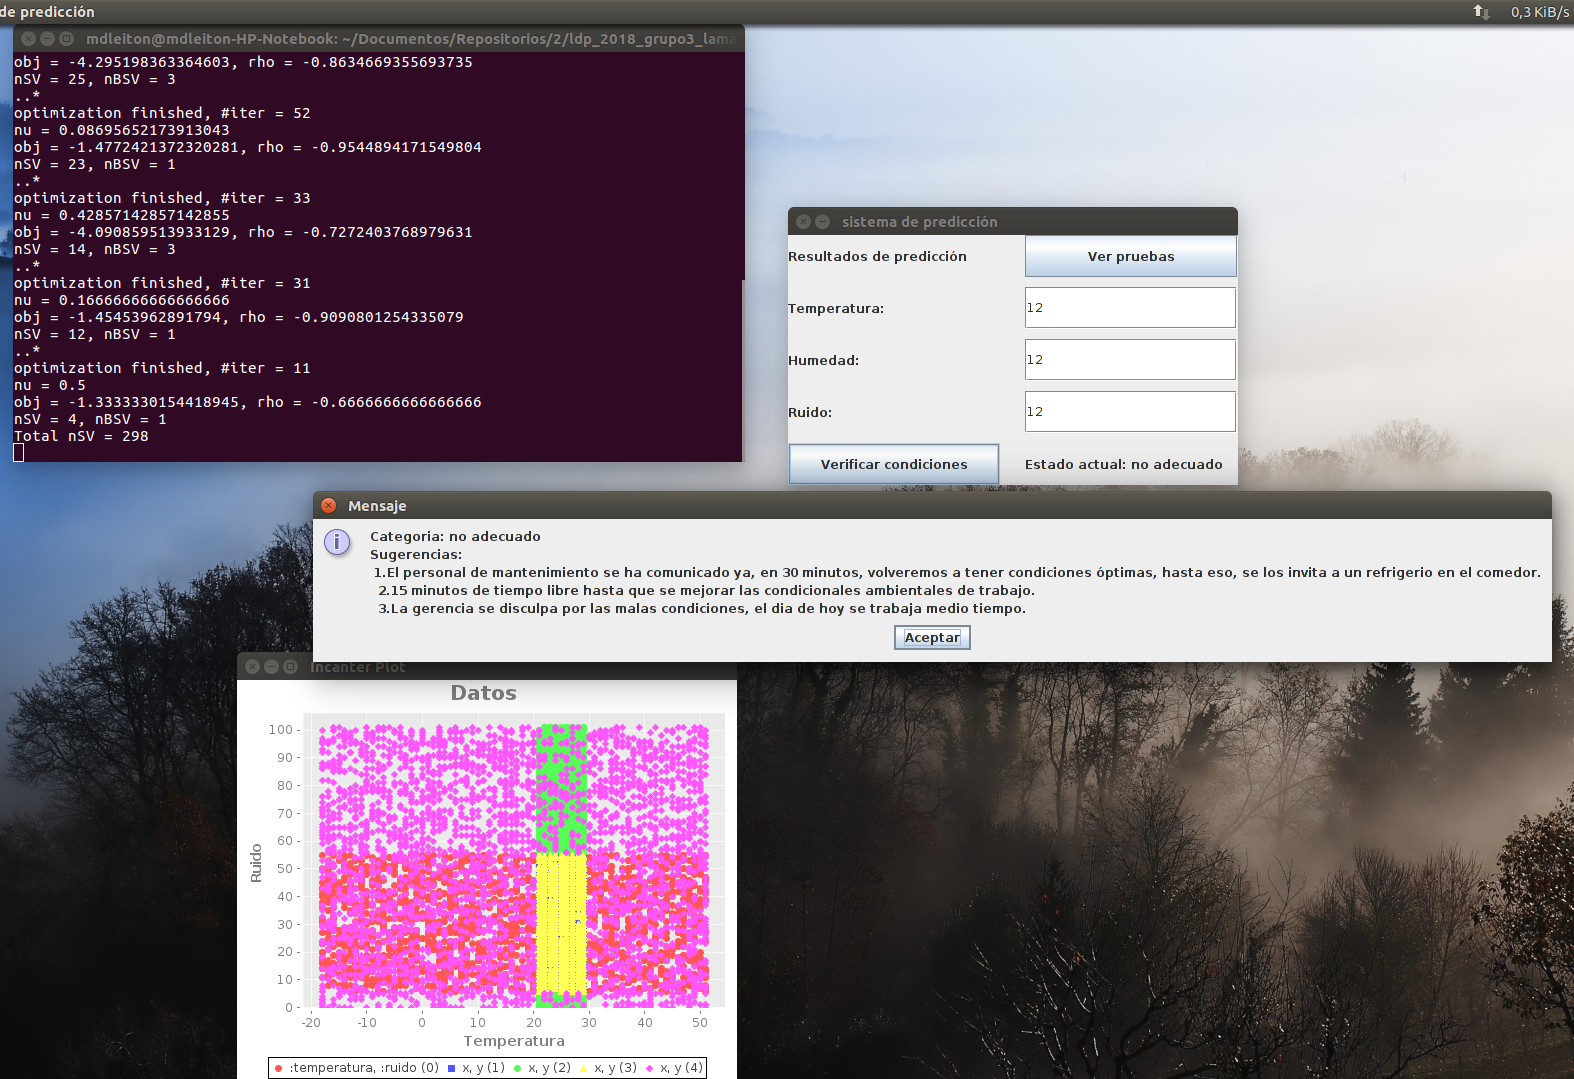 de predicción
0,3 KiB/s
mdleiton@mdleiton-HP-Notebook: ~/Documentos/Repositorios/2/ldp_2018_grupo3_lama
obj = -4.295198363364603, rho = -0.8634669355693735
nSV = 25, nBSV = 3
..*
optimization finished, #iter = 52
nu = 0.08695652173913043
obj = -1.4772421372320281, rho = -0.9544894171549804
nSV = 23, nBSV = 1
..*
optimization finished, #iter = 33
nu = 0.42857142857142855
obj = -4.090859513933129, rho = -0.7272403768979631
nSV = 14, nBSV = 3
..*
optimization finished, #iter = 31
nu = 0.16666666666666666
obj = -1.45453962891794, rho = -0.9090801254335079
nSV = 12, nBSV = 1
..*
optimization finished, #iter = 11
nu = 0.5
obj = -1.3333330154418945, rho = -0.6666666666666666
nSV = 4, nBSV = 1
Total nSV = 298
sistema de predicción
Resultados de predicción
Ver pruebas
Temperatura:
12
Humedad:
12
Ruido:
12
Verificar condiciones
Estado actual: no adecuado
Mensaje
Categoria: no adecuado
Sugerencias:
1.El personal de mantenimiento se ha comunicado ya, en 30 minutos, volveremos a tener condiciones óptimas, hasta eso, se los invita a un refrigerio en el comedor.
2.15 minutos de tiempo libre hasta que se mejorar las condicionales ambientales de trabajo.
3.La gerencia se disculpa por las malas condiciones, el dia de hoy se trabaja medio tiempo.
Aceptar
Incanter Plot
Datos
100
90
80
70
60
50
40
30
20
10
0
Ruido
-20 -10 0 10 20 30 40 50
Temperatura
:temperatura, :ruido (0) x, y (1) x, y (2) x, y (3) x, y (4)